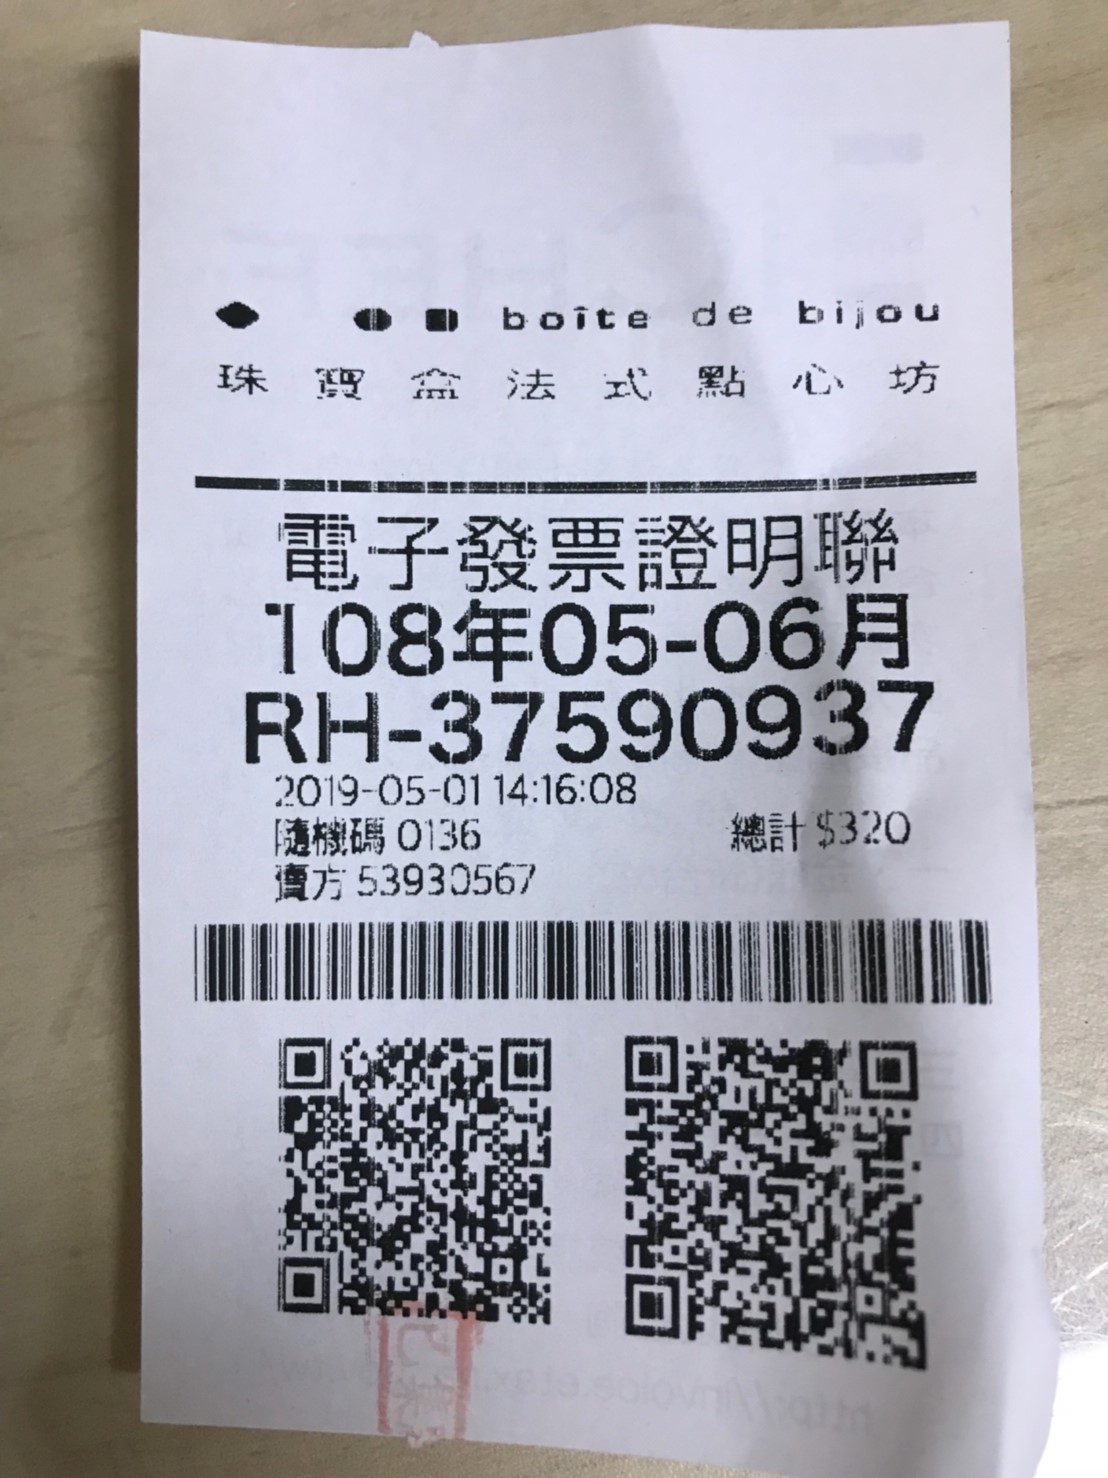 boîte de bijou
珠寶盒法式點心坊
電子發票證明聯
108年05-06月
RH-37590937
2019-05-01 14:16:08
隨機碼 0136 總計 $320
賣方 53930567